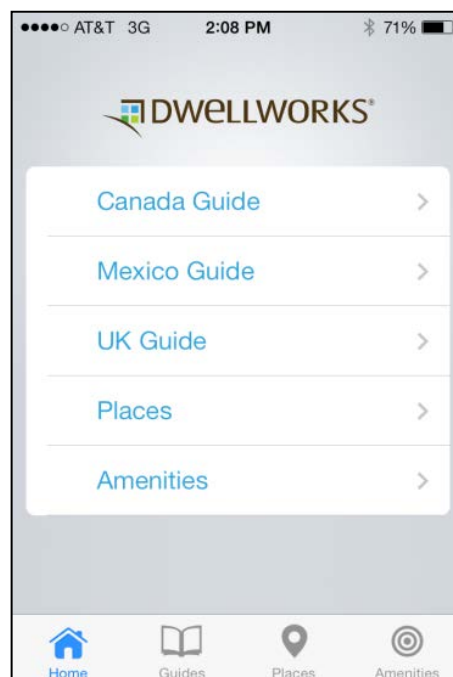 AT&T 3G 2:08 PM 71%
DWELLWORKS®
Canada Guide
Mexico Guide
UK Guide
Places
Amenities
Home Guides Places Amenities